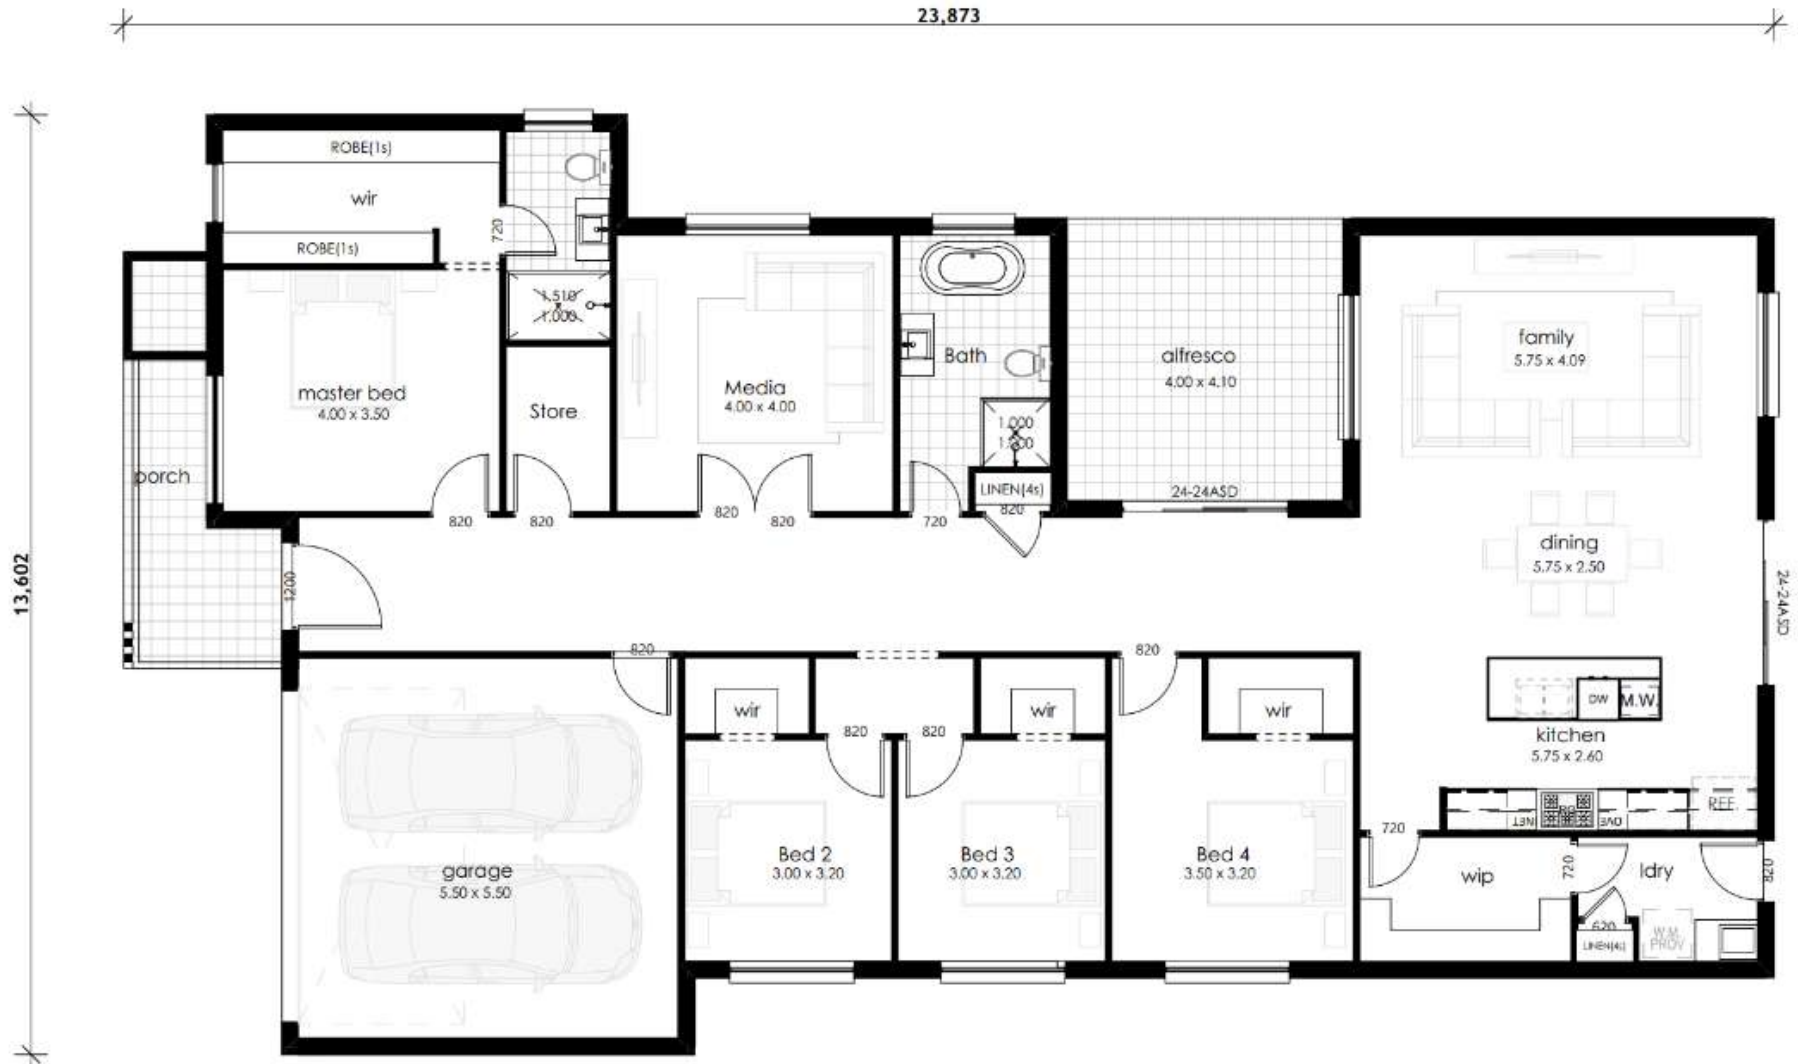 23,873
13,602
ROBE(1s)
wir
ROBE(1s)
720
1,510
1,000
master bed
4.00 x 3.50
Store
Media
4.00 x 4.00
Bath
1,000
LINEN(4s)
820
alfresco
4.00 x 4.10
24-24ASD
family
5.75 x 4.09
porch
820
820
820
820
720
1200
dining
5.75 x 2.50
24-24ASD
820
820
wir
wir
wir
820
820
DW
M.W.
kitchen
5.75 x 2.60
REF.
garage
5.50 x 5.50
Bed 2
3.00 x 3.20
Bed 3
3.00 x 3.20
Bed 4
3.50 x 3.20
720
wip
720
ldry
820
620
LINEN(4s)
W.M.
PROV